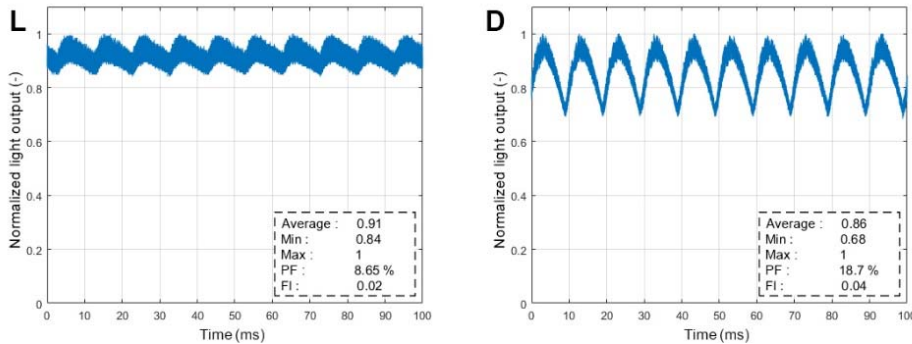 L
Normalized light output (-)
1
0.8
0.6
0.4
0.2
0
0 10 20 30 40 50 60 70 80 90 100
Time (ms)
Average : 0.91
Min : 0.84
Max : 1
PF : 8.65 %
FI : 0.02
D
Normalized light output (-)
1
0.8
0.6
0.4
0.2
0
0 10 20 30 40 50 60 70 80 90 100
Time (ms)
Average : 0.86
Min : 0.68
Max : 1
PF : 18.7 %
FI : 0.04